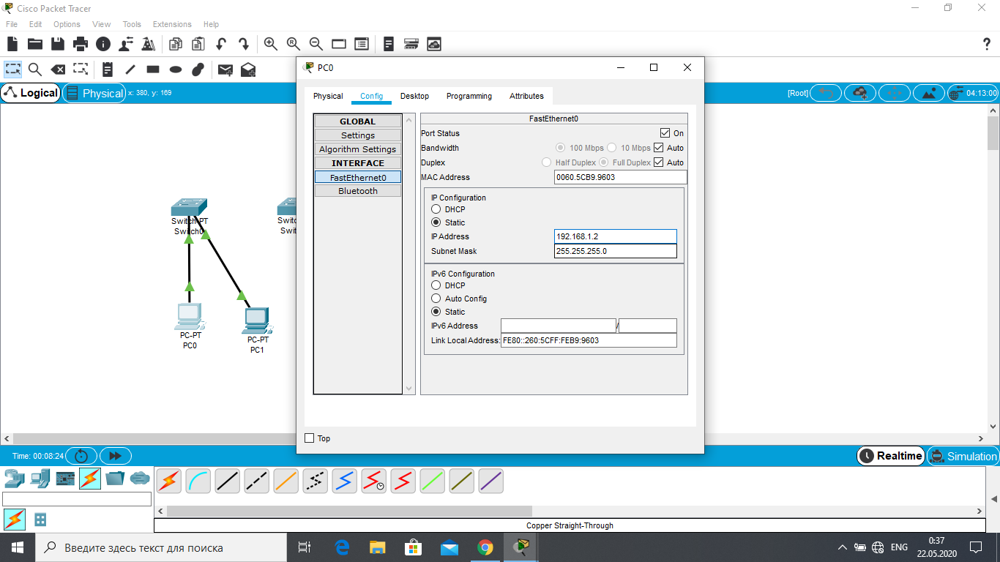 Cisco Packet Tracer
File Edit Options View Tools Extensions Help
R
?
PC0
Logical Physical x: 380, y: 169 [Root] 04:13:00
Physical Config Desktop Programming Attributes
GLOBAL
Settings
Algorithm Settings
INTERFACE
FastEthernet0
Bluetooth
FastEthernet0
Port Status On
Bandwidth 100 Mbps 10 Mbps Auto
Duplex Half Duplex Full Duplex Auto
MAC Address 0060.5CB9.9603
IP Configuration
DHCP
Static
IP Address 192.168.1.2
Subnet Mask 255.255.255.0
IPv6 Configuration
DHCP
Auto Config
Static
IPv6 Address /
Link Local Address: FE80::260:5CFF:FEB9:9603
Switch-PT
Switch0
Switc
Swit
PC-PT
PC0
PC-PT
PC1
Top
Time: 00:08:24 Realtime Simulation
Copper Straight-Through
Введите здесь текст для поиска
ENG
0:37
22.05.2020